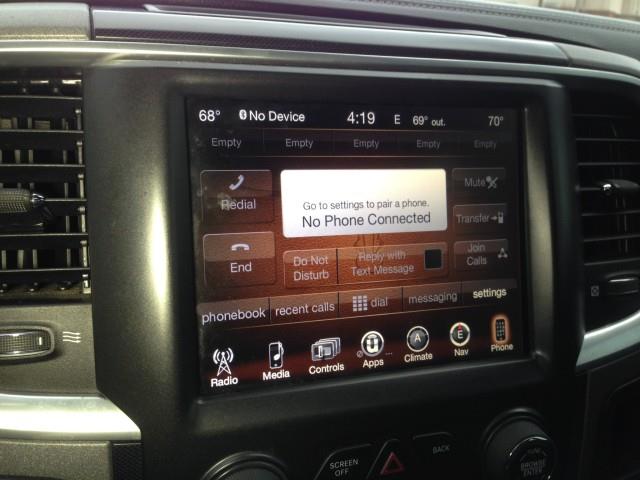 68° No Device 4:19 E 69° out. 70°
Empty Empty Empty Empty Empty
Redial
Go to settings to pair a phone.
No Phone Connected
Mute
Transfer
End
Do Not
Disturb
Reply with
Text Message
Join
Calls
phonebook recent calls dial messaging settings
A E
Radio Media Controls Apps Climate Nav Phone
SCREEN
OFF
BACK
BROWSE
ENTER